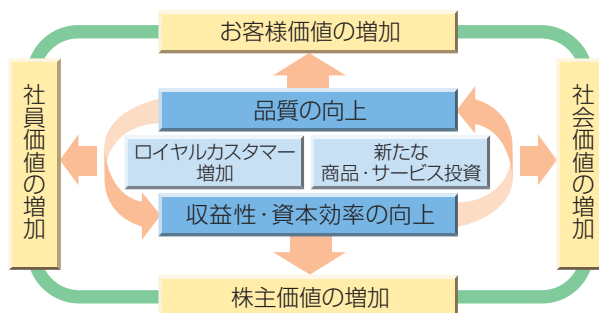 お客様価値の増加
社員価値の増加
品質の向上
ロイヤルカスタマー
増加
新たな
商品・サービス投資
収益性・資本効率の向上
社会価値の増加
株主価値の増加